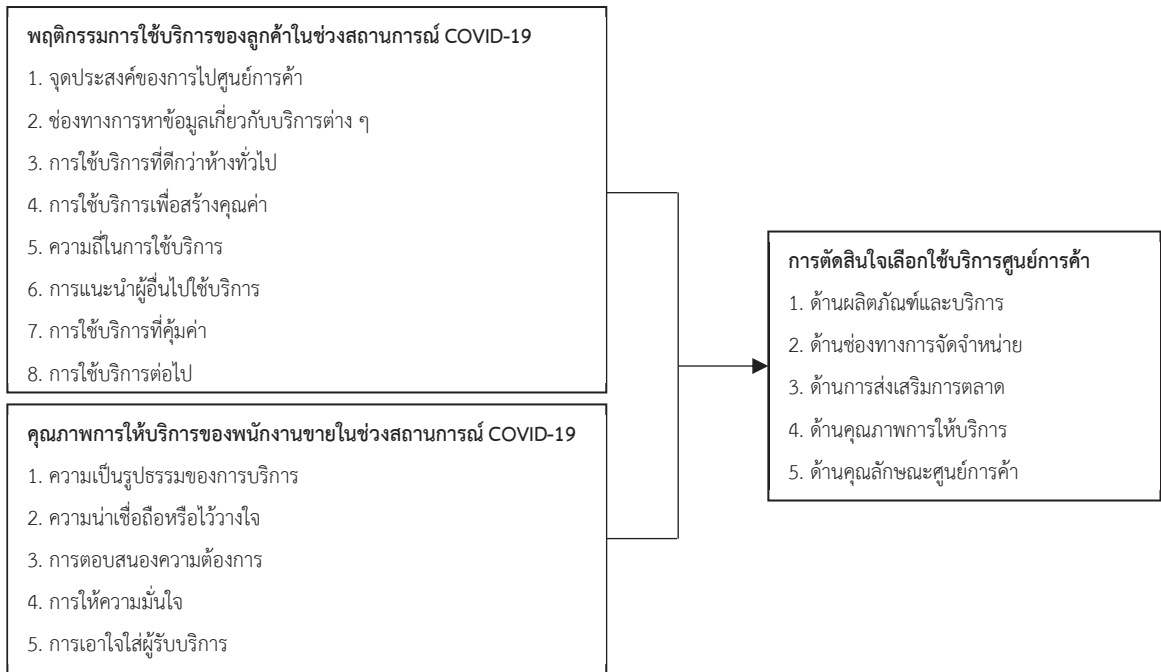 พฤติกรรมการใช้บริการของลูกค้าในช่วงสถานการณ์ COVID-19
1. จุดประสงค์ของการไปศูนย์การค้า
2. ช่องทางการหาข้อมูลเกี่ยวกับบริการต่าง ๆ
3. การใช้บริการที่ดีกว่าห้างทั่วไป
4. การใช้บริการเพื่อสร้างคุณค่า
5. ความถี่ในการใช้บริการ
6. การแนะนำผู้อื่นไปใช้บริการ
7. การใช้บริการที่คุ้มค่า
8. การใช้บริการต่อไป
คุณภาพการให้บริการของพนักงานขายในช่วงสถานการณ์ COVID-19
1. ความเป็นรูปธรรมของการบริการ
2. ความน่าเชื่อถือหรือไว้วางใจ
3. การตอบสนองความต้องการ
4. การให้ความมั่นใจ
5. การเอาใจใส่ผู้รับบริการ
การตัดสินใจเลือกใช้บริการศูนย์การค้า
1. ด้านผลิตภัณฑ์และบริการ
2. ด้านช่องทางการจัดจำหน่าย
3. ด้านการส่งเสริมการตลาด
4. ด้านคุณภาพการให้บริการ
5. ด้านคุณลักษณะศูนย์การค้า